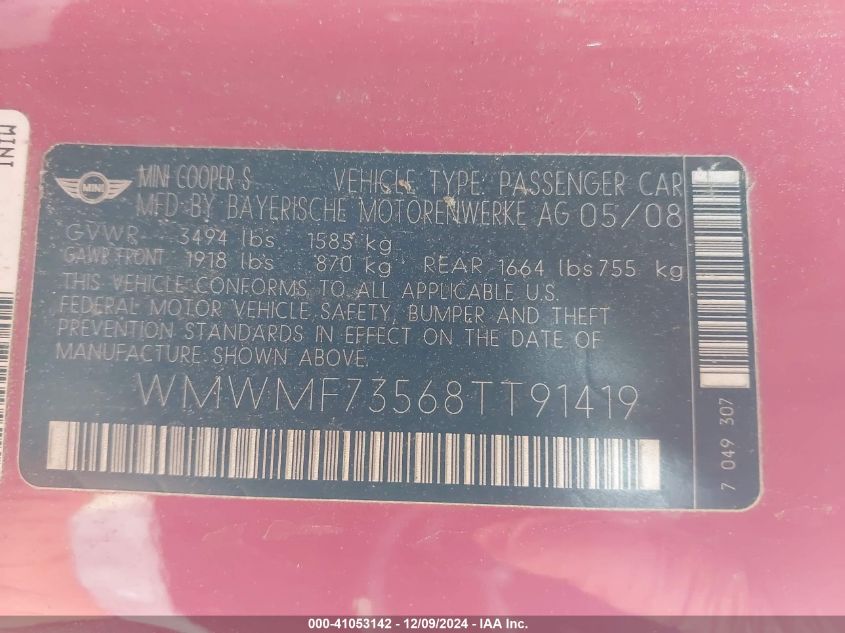 MINI
MINI
MINI COOPER-S VEHICLE TYPE: PASSENGER CAR
MFD BY BAYERISCHE MOTORENWERKE AG 05/08
GVWR 3494 lbs 1585 kg
GAWR FRONT 1918 lbs 870 kg REAR 1664 lbs 755 kg
THIS VEHICLE CONFORMS TO ALL APPLICABLE U.S.
FEDERAL MOTOR VEHICLE SAFETY, BUMPER AND THEFT
PREVENTION STANDARDS IN EFFECT ON THE DATE OF
MANUFACTURE SHOWN ABOVE.
WMWMF73568TT91419
7 049 307
000-41053142 - 12/09/2024 - IAA Inc.